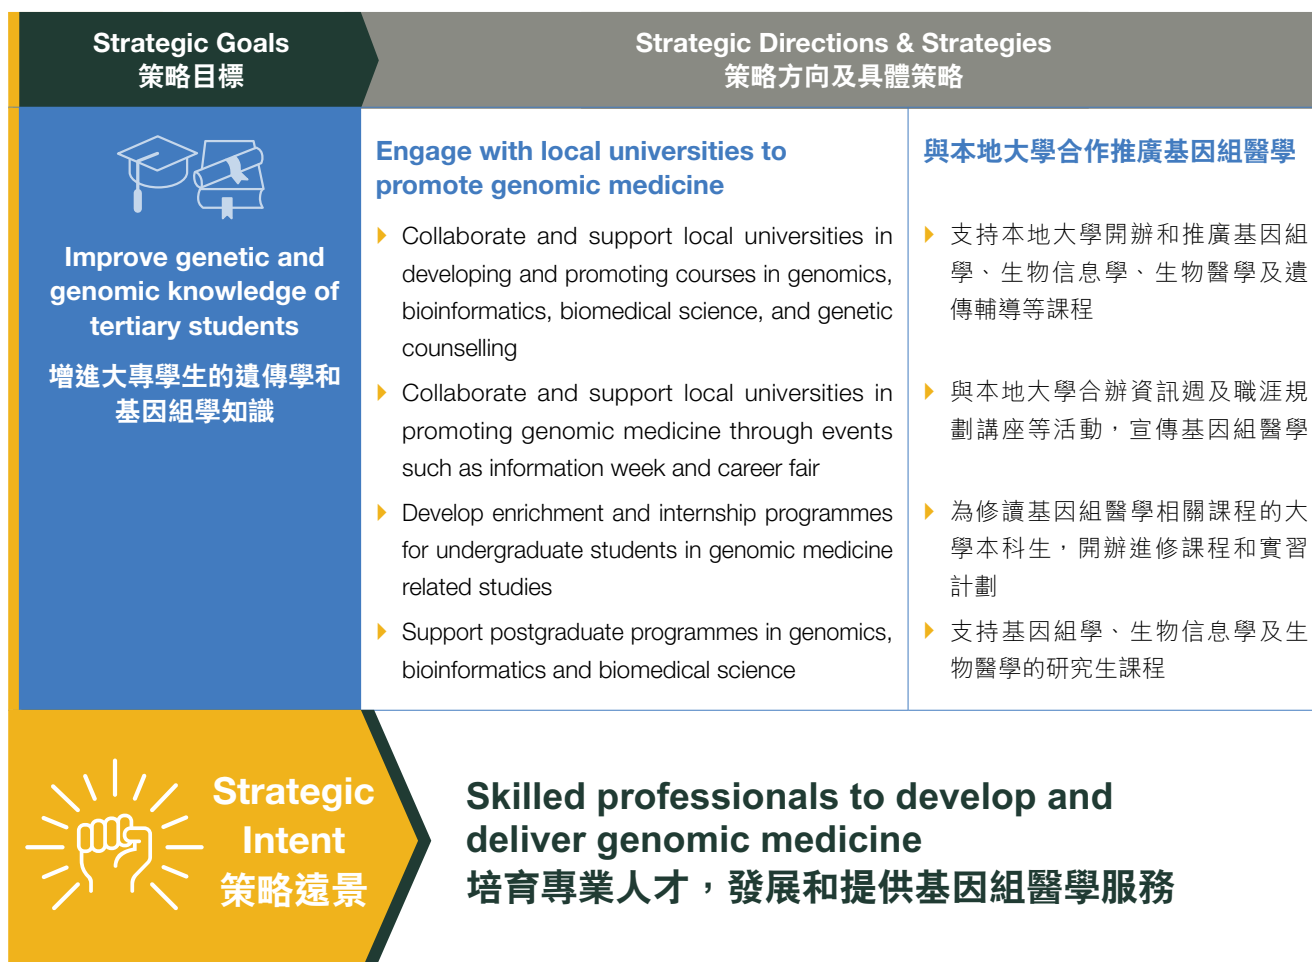 Strategic Goals
策略目標
Strategic Directions & Strategies
策略方向及具體策略
Improve genetic and
genomic knowledge of
tertiary students
增進大專學生的遺傳學和
基因組學知識
Engage with local universities to
promote genomic medicine
Collaborate and support local universities in
developing and promoting courses in genomics,
bioinformatics, biomedical science, and genetic
counselling
Collaborate and support local universities in
promoting genomic medicine through events
such as information week and career fair
Develop enrichment and internship programmes
for undergraduate students in genomic medicine
related studies
Support postgraduate programmes in genomics,
bioinformatics and biomedical science
與本地大學合作推廣基因組醫學
支持本地大學開辦和推廣基因組
學、生物信息學、生物醫學及遺
傳輔導等課程
與本地大學合辦資訊週及職涯規
劃講座等活動，宣傳基因組醫學
為修讀基因組醫學相關課程的大
學本科生，開辦進修課程和實習
計劃
支持基因組學、生物信息學及生
物醫學的研究生課程
Strategic
Intent
策略遠景
Skilled professionals to develop and
deliver genomic medicine
培育專業人才，發展和提供基因組醫學服務